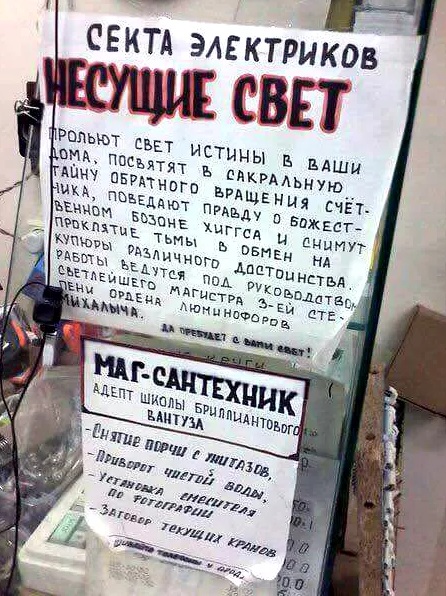 СЕКТА ЭЛЕКТРИКОВ
НЕСУЩИЕ СВЕТ
ПРОЛЬЮТ СВЕТ ИСТИНЫ В ВАШИ
ДОМА, ПОСВЯТЯТ В САКРАЛЬНУЮ
ТАЙНУ ОБРАТНОГО ВРАЩЕНИЯ СЧЁТ-
ЧИКА, ПОВЕДАЮТ ПРАВДУ О БОЖЕСТ-
ВЕННОМ БОЗОНЕ ХИГГСА И СНИМУТ
ПРОКЛЯТИЕ ТЬМЫ В ОБМЕН НА
КУПЮРЫ РАЗЛИЧНОГО ДОСТОИНСТВА.
РАБОТЫ ВЕДУТСЯ ПОД РУКОВОДСТВОМ
СВЕТЛЕЙШЕГО МАГИСТРА 3-ЕЙ СТЕ-
ПЕНИ ОРДЕНА ЛЮМИНОФОРОВ
МИХАЛЫЧА.
ДА ПРЕБУДЕТ С ВАМИ СВЕТ!
МАГ-САНТЕХНИК
АДЕПТ ШКОЛЫ БРИЛЛИАНТОВОГО
ВАНТУЗА
-СНЯТИЕ ПОРЧИ С УНИТАЗОВ,
-ПРИВОРОТ ЧИСТОЙ ВОДЫ,
-УСТАНОВКА СМЕСИТЕЛЯ
ПО ФОТОГРАФИИ
-ЗАГОВОР ТЕКУЩИХ КРАНОВ